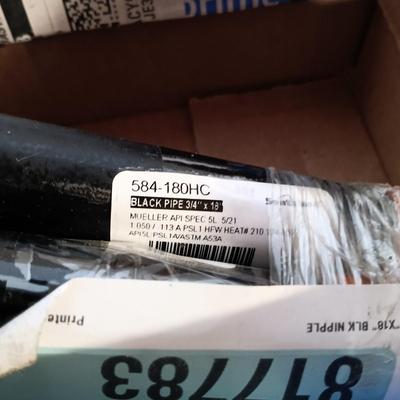 584-180HC
BLACK PIPE 3/4" x 18"
MUELLER API SPEC 5L 5/21
1.050 / .113 A PSL1 HFW HEAT# 210
API5L PSL1A/ASTM A53A
Printe
"X18" BLK NIPPLE
817783